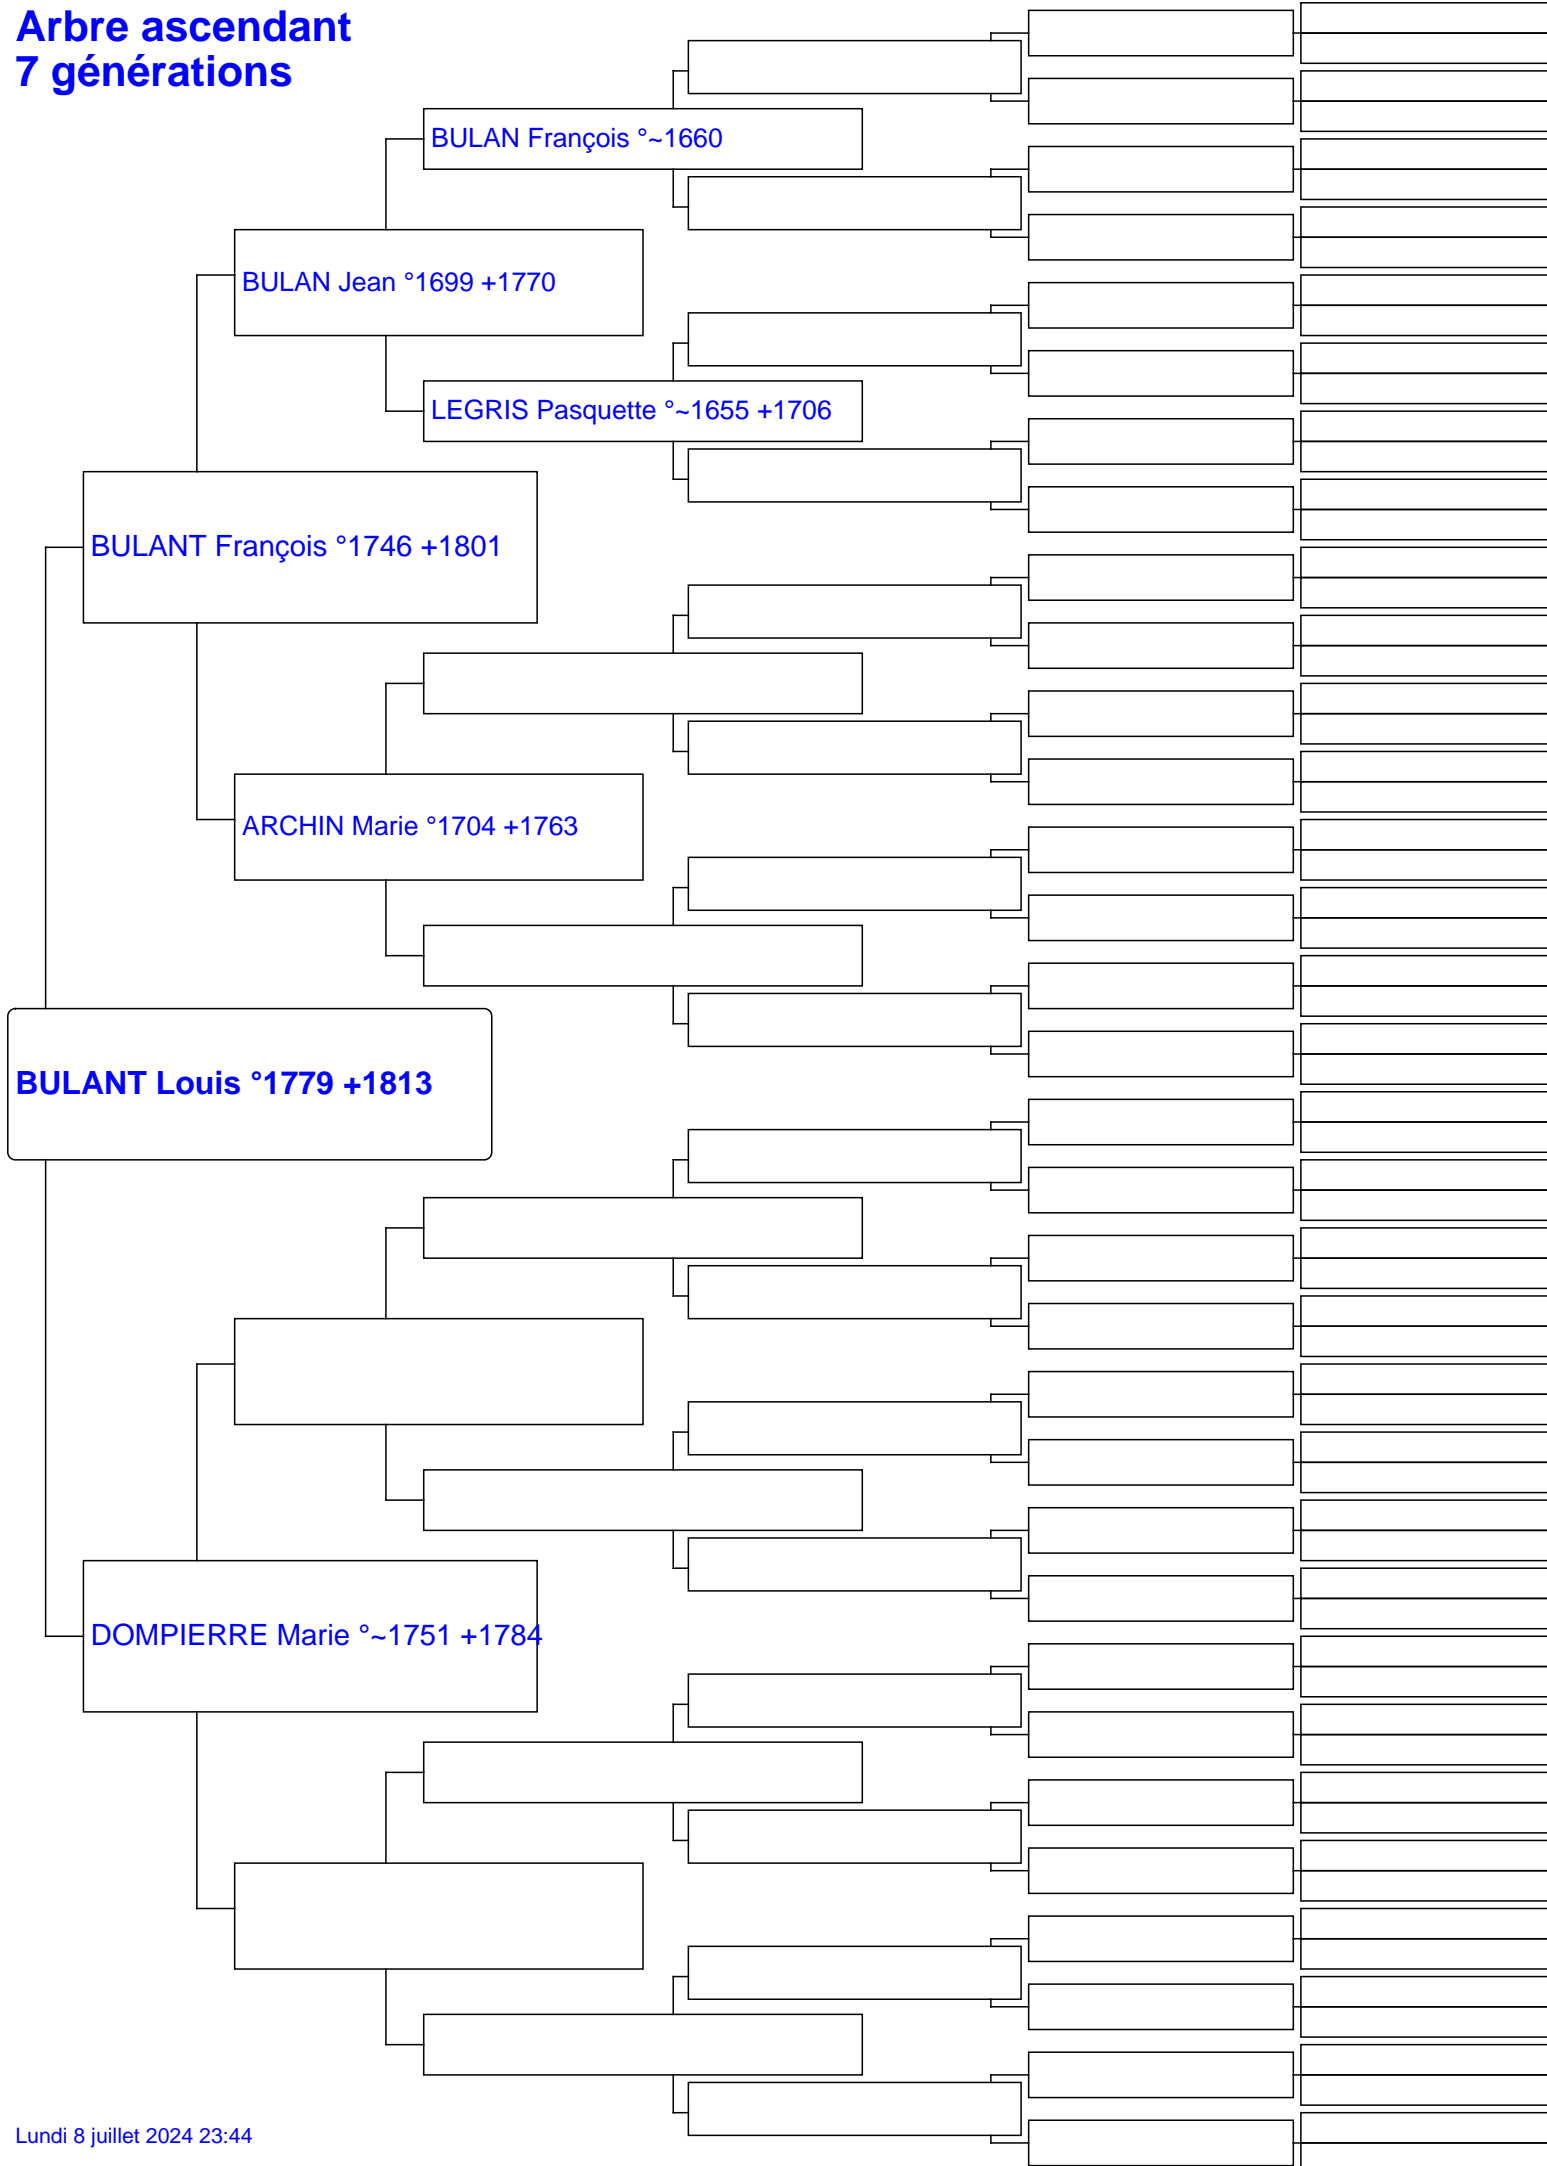 Arbre ascendant
7 générations
BULAN François °~1660
BULAN Jean °1699 +1770
LEGRIS Pasquette °~1655 +1706
BULANT François °1746 +1801
ARCHIN Marie °1704 +1763
BULANT Louis °1779 +1813
DOMPIERRE Marie °~1751 +1784
Lundi 8 juillet 2024 23:44